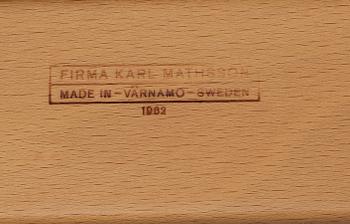 FIRMA KARL MATHSSON
MADE IN - VÄRNAMO - SWEDEN
1962